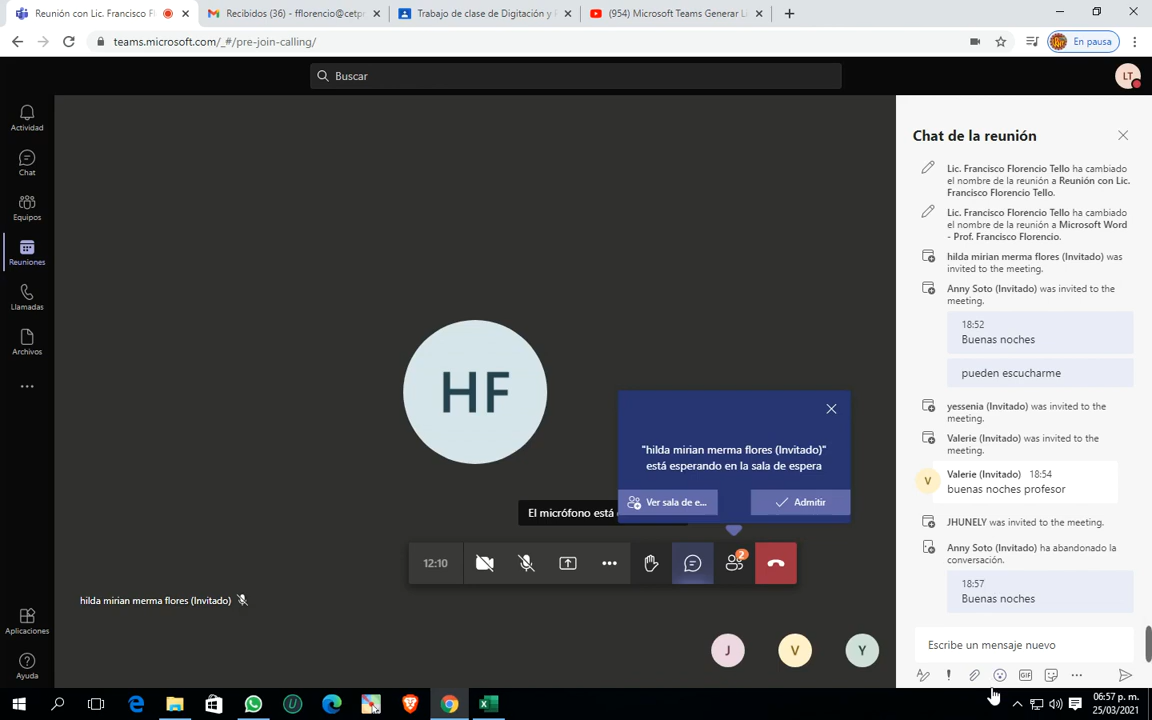 Reunión con Lic. Francisco Fl
Recibidos (36) - fflorencio@cetpr
Trabajo de clase de Digitación y
(954) Microsoft Teams Generar Li
teams.microsoft.com/_#/pre-join-calling/
En pausa
Buscar
LT
Actividad
Chat
Equipos
Reuniones
Llamadas
Archivos
Aplicaciones
Ayuda
HF
"hilda mirian merma flores (Invitado)"
está esperando en la sala de espera
Ver sala de e...
Admitir
El micrófono está
12:10
2
hilda mirian merma flores (Invitado)
J
V
Y
Chat de la reunión
Lic. Francisco Florencio Tello ha cambiado
el nombre de la reunión a Reunión con Lic.
Francisco Florencio Tello.
Lic. Francisco Florencio Tello ha cambiado
el nombre de la reunión a Microsoft Word
- Prof. Francisco Florencio.
hilda mirian merma flores (Invitado) was
invited to the meeting.
Anny Soto (Invitado) was invited to the
meeting.
18:52
Buenas noches
pueden escucharme
yessenia (Invitado) was invited to the
meeting.
Valerie (Invitado) was invited to the
meeting.
V
Valerie (Invitado) 18:54
buenas noches profesor
JHUNELY was invited to the meeting.
Anny Soto (Invitado) ha abandonado la
conversación.
18:57
Buenas noches
Escribe un mensaje nuevo
GIF
06:57 p. m.
25/03/2021